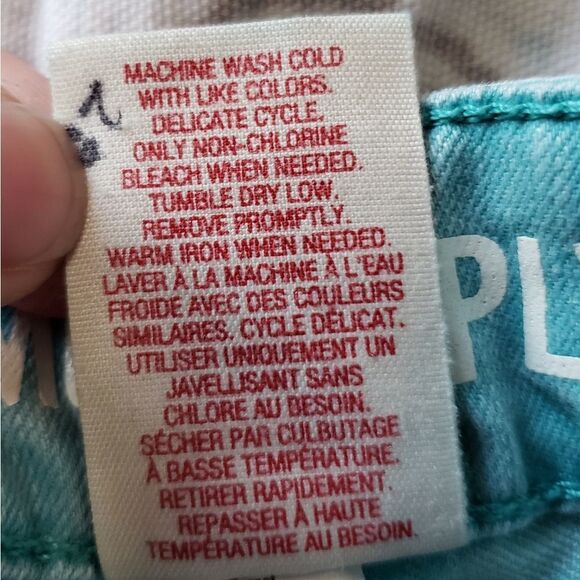 MACHINE WASH COLD
WITH LIKE COLORS.
DELICATE CYCLE.
ONLY NON-CHLORINE
BLEACH WHEN NEEDED.
TUMBLE DRY LOW.
REMOVE PROMPTLY.
WARM IRON WHEN NEEDED.
LAVER À LA MACHINE À L'EAU
FROIDE AVEC DES COULEURS
SIMILAIRES, CYCLE DÉLICAT.
UTILISER UNIQUEMENT UN
JAVELLISANT SANS
CHLORE AU BESOIN.
SÉCHER PAR CULBUTAGE
À BASSE TEMPÉRATURE.
RETIRER RAPIDEMENT.
REPASSER À HAUTE
TEMPÉRATURE AU BESOIN.